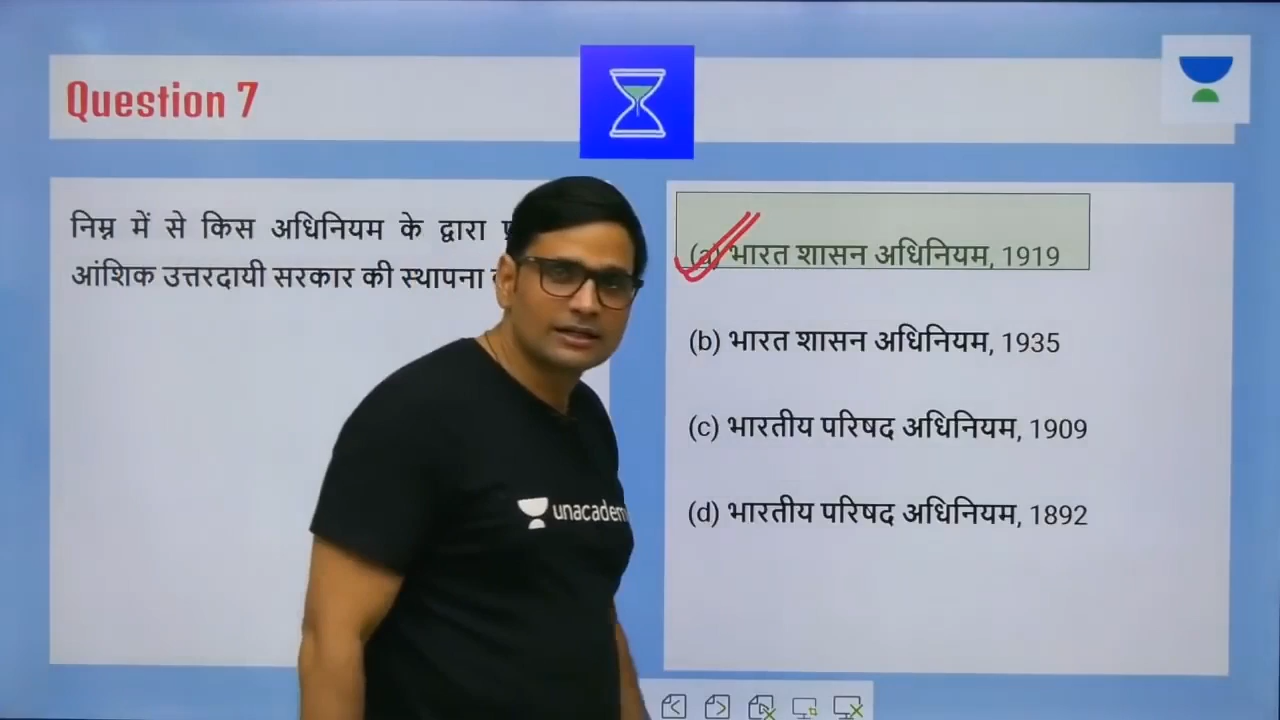 Question 7
निम्न में से किस अधिनियम के द्वारा
आंशिक उत्तरदायी सरकार की स्थापना
(a) भारत शासन अधिनियम, 1919
(b) भारत शासन अधिनियम, 1935
(c) भारतीय परिषद अधिनियम, 1909
(d) भारतीय परिषद अधिनियम, 1892
unacadem